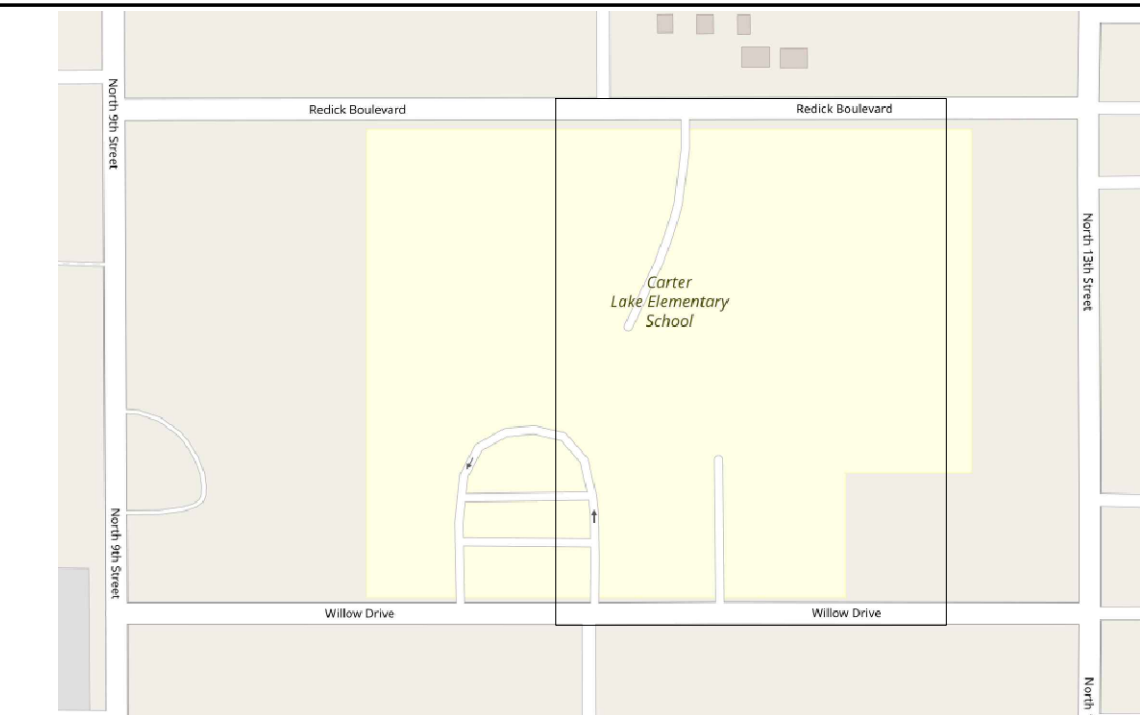 North 9th Street
Redick Boulevard
Redick Boulevard
North 13th Street
Carter
Lake Elementary
School
North 9th Street
Willow Drive
Willow Drive
North